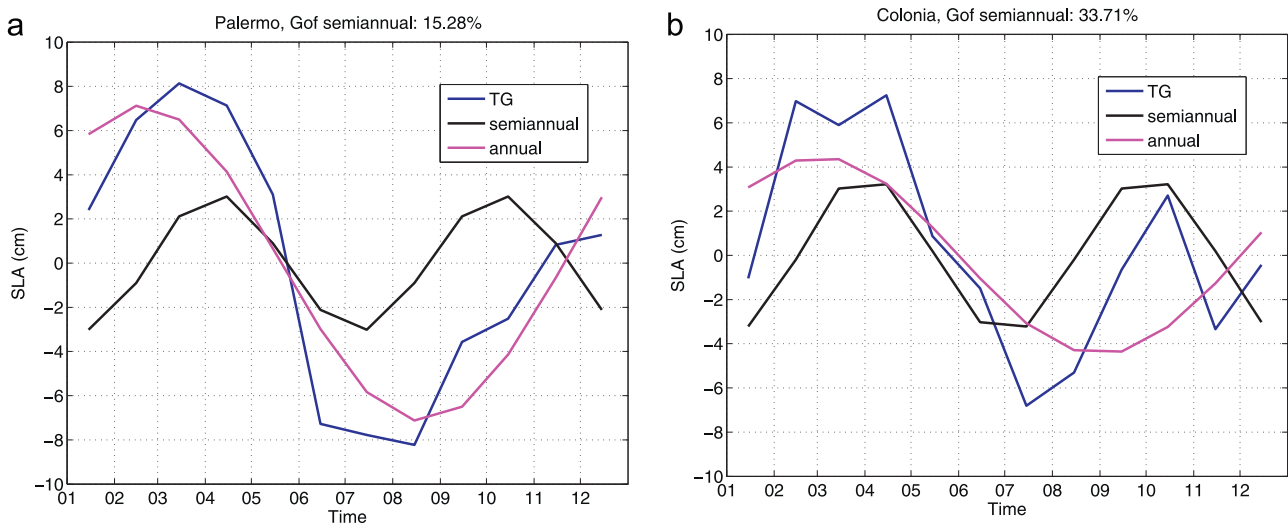 a
Palermo, Gof semiannual: 15.28%
10
8
6
4
2
0
−2
−4
−6
−8
−10
SLA (cm)
TG
semiannual
annual
01 02 03 04 05 06 07 08 09 10 11 12
Time
b
Colonia, Gof semiannual: 33.71%
10
8
6
4
2
0
−2
−4
−6
−8
−10
SLA (cm)
TG
semiannual
annual
01 02 03 04 05 06 07 08 09 10 11 12
Time